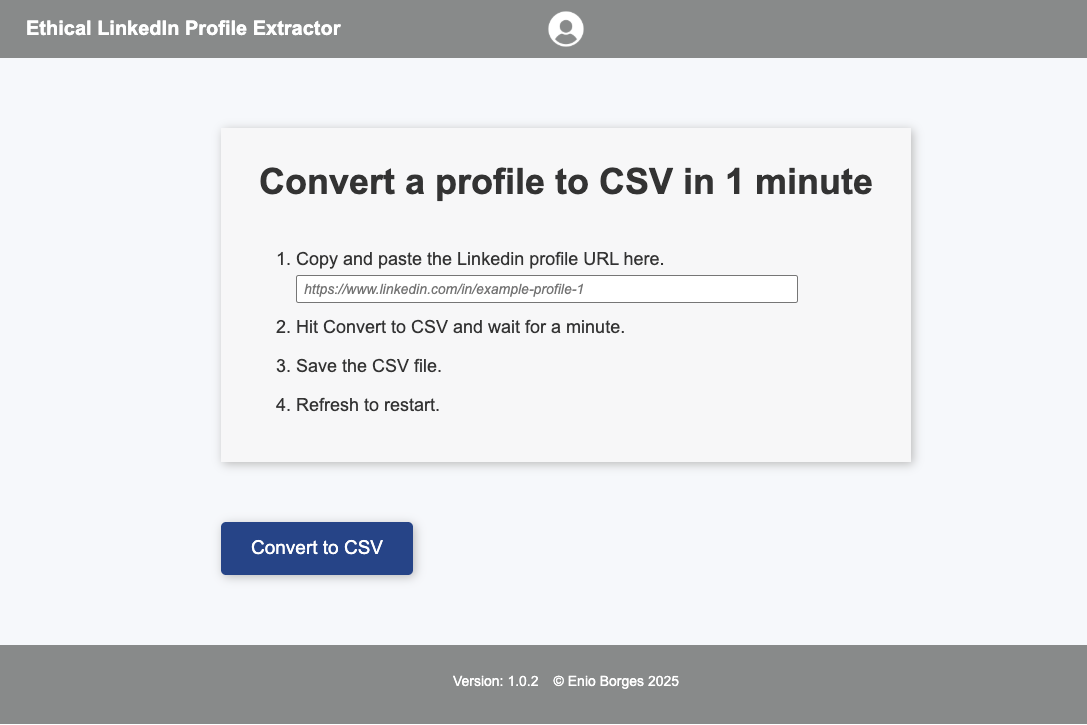 Ethical LinkedIn Profile Extractor
Convert a profile to CSV in 1 minute
1. Copy and paste the Linkedin profile URL here.
https://www.linkedin.com/in/example-profile-1
2. Hit Convert to CSV and wait for a minute.
3. Save the CSV file.
4. Refresh to restart.
Convert to CSV
Version: 1.0.2 © Enio Borges 2025